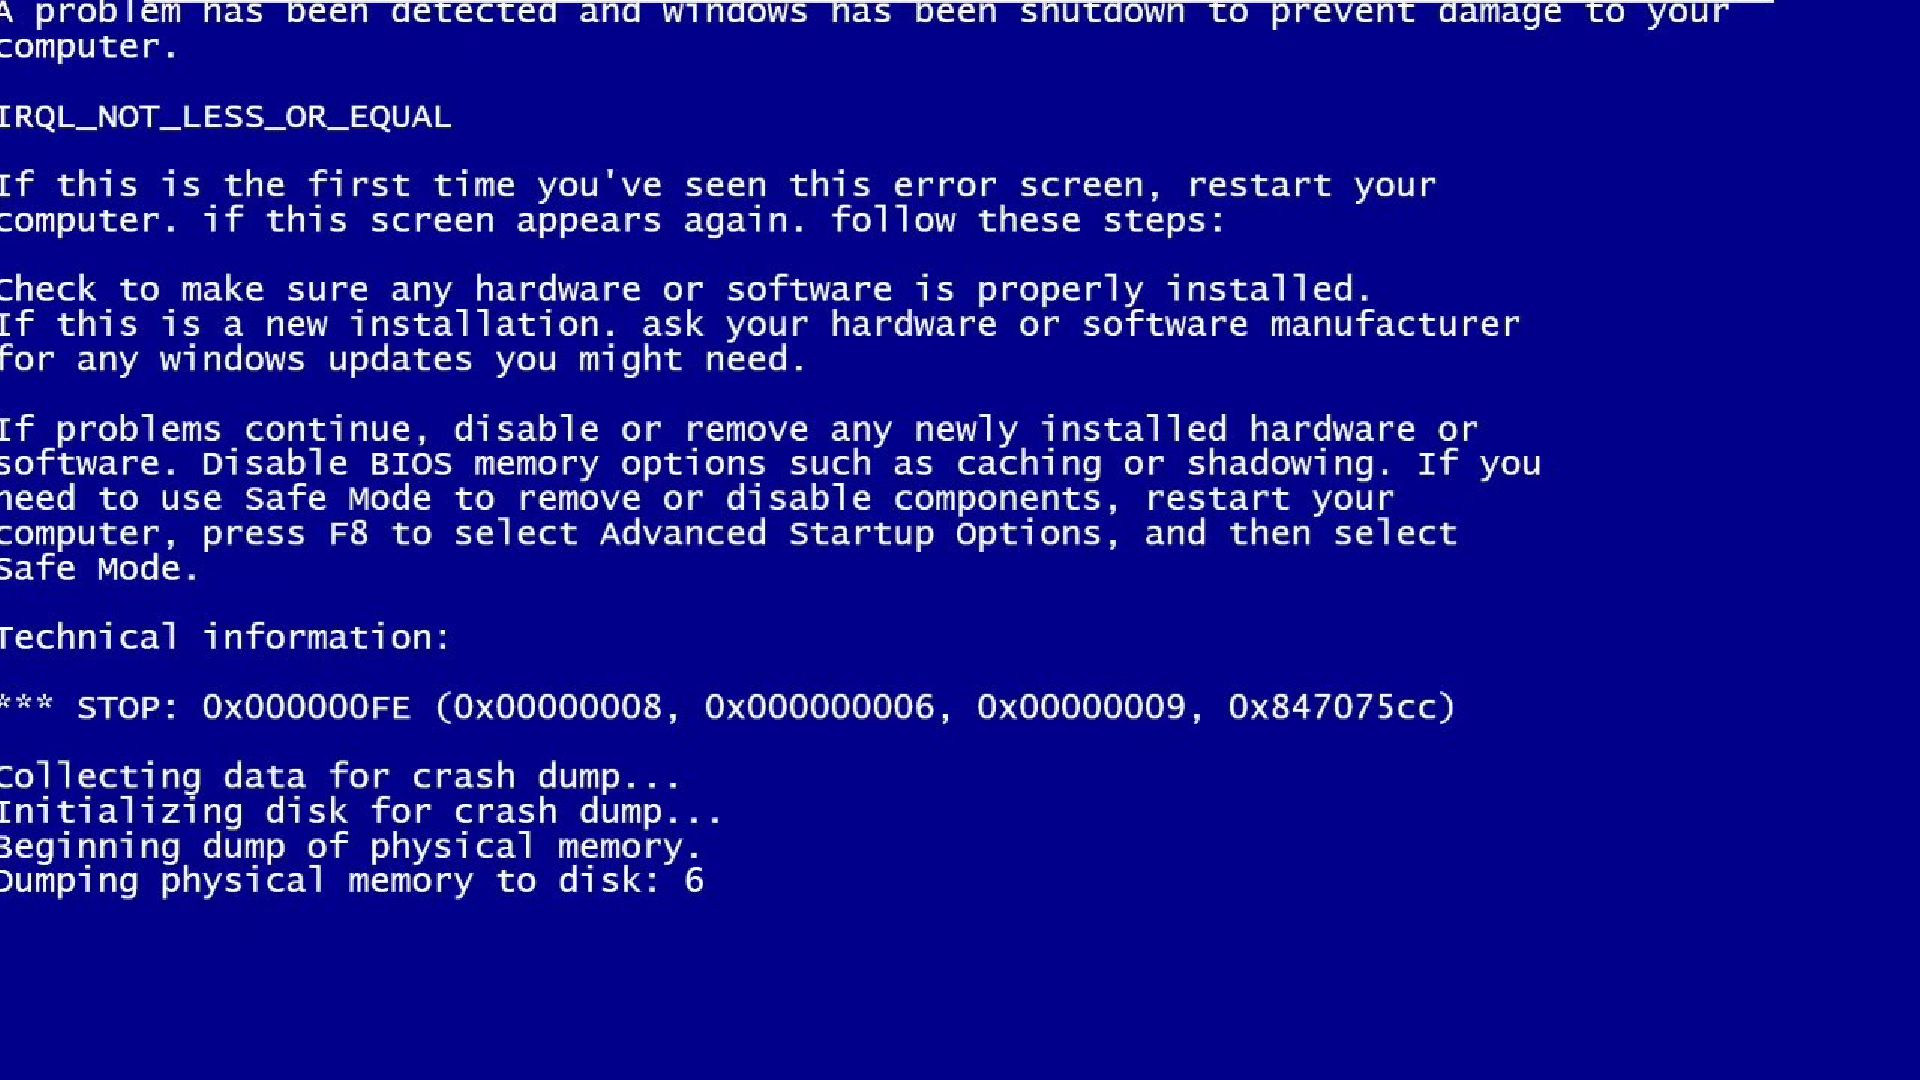 A problem has been detected and windows has been shutdown to prevent damage to your
computer.
IRQL_NOT_LESS_OR_EQUAL
If this is the first time you've seen this error screen, restart your
computer. if this screen appears again. follow these steps:
Check to make sure any hardware or software is properly installed.
If this is a new installation. ask your hardware or software manufacturer
for any windows updates you might need.
If problems continue, disable or remove any newly installed hardware or
software. Disable BIOS memory options such as caching or shadowing. If you
need to use Safe Mode to remove or disable components, restart your
computer, press F8 to select Advanced Startup Options, and then select
Safe Mode.
Technical information:
*** STOP: 0x000000FE (0x00000008, 0x000000006, 0x00000009, 0x847075cc)
Collecting data for crash dump...
Initializing disk for crash dump...
Beginning dump of physical memory.
Dumping physical memory to disk: 6